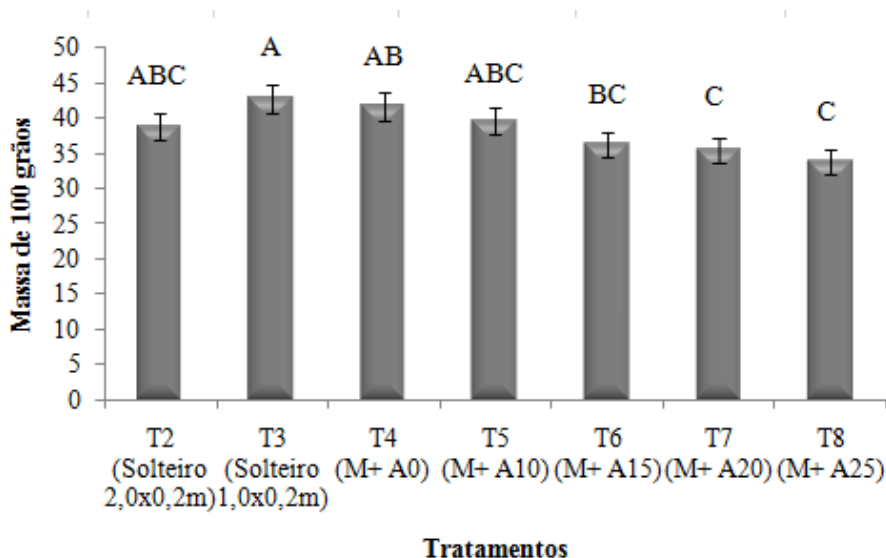 Massa de 100 grãos
50
45
40
35
30
25
20
15
10
5
0
ABC
A
AB
ABC
BC
C
C
T2 T3 T4 T5 T6 T7 T8
(Solteiro (Solteiro (M+ A0) (M+ A10) (M+ A15) (M+ A20) (M+ A25)
2,0x0,2m) 1,0x0,2m)
Tratamentos